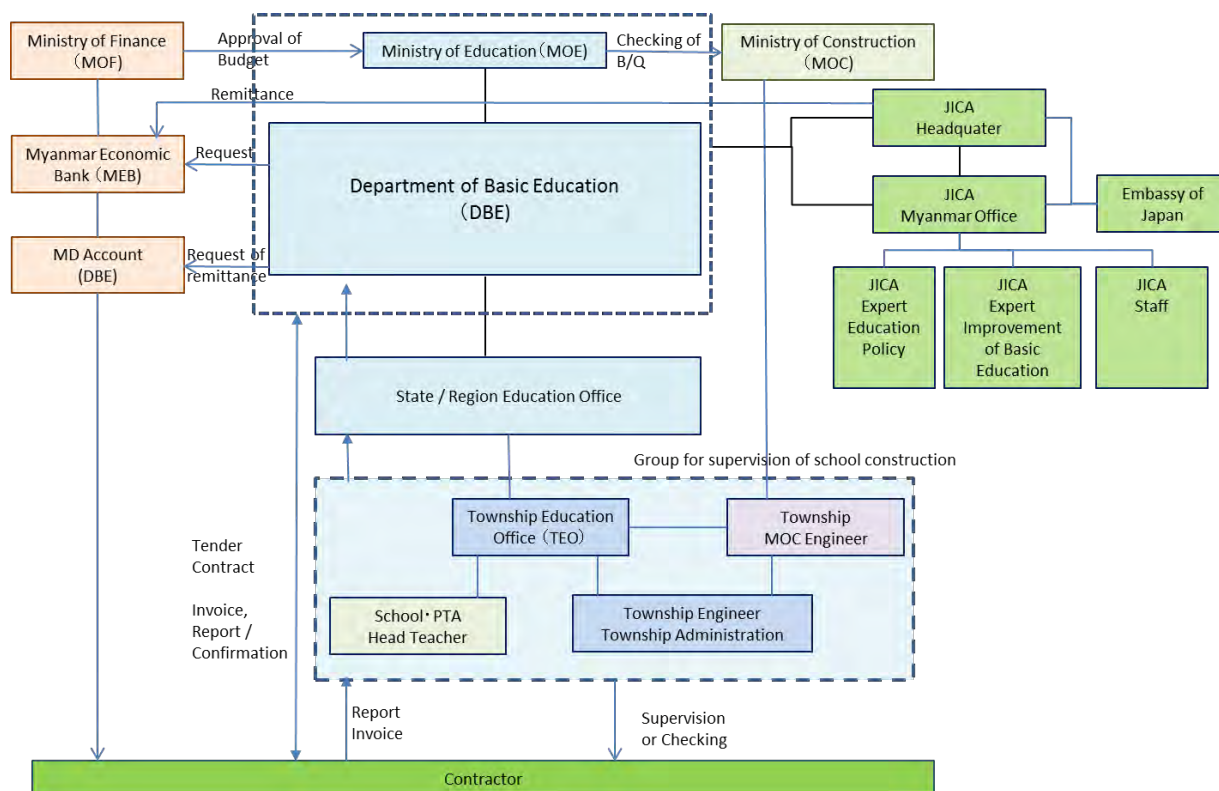 Ministry of Finance
（MOF）
Approval of
Budget
Ministry of Education（MOE）
Checking of
B/Q
Ministry of Construction
（MOC）
Remittance
JICA
Headquater
Myanmar Economic
Bank（MEB）
Request
Department of Basic Education
（DBE）
JICA
Myanmar Office
Embassy of
Japan
MD Account
(DBE)
Request of
remittance
JICA
Expert
Education
Policy
JICA
Expert
Improvement
of Basic
Education
JICA
Staff
State / Region Education Office
Group for supervision of school construction
Township Education
Office（TEO）
Township
MOC Engineer
Tender
Contract
Invoice,
Report /
Confirmation
School・PTA
Head Teacher
Township Engineer
Township Administration
Report
Invoice
Supervision
or Checking
Contractor